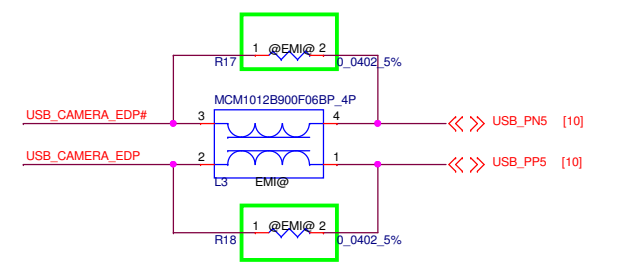 1 @EMI@ 2
R17 0_0402_5%
MCM1012B900F06BP_4P
USB_CAMERA_EDP# 3 4 USB_PN5 [10]
USB_CAMERA_EDP 2 1 USB_PP5 [10]
L3 EMI@
1 @EMI@ 2
R18 0_0402_5%